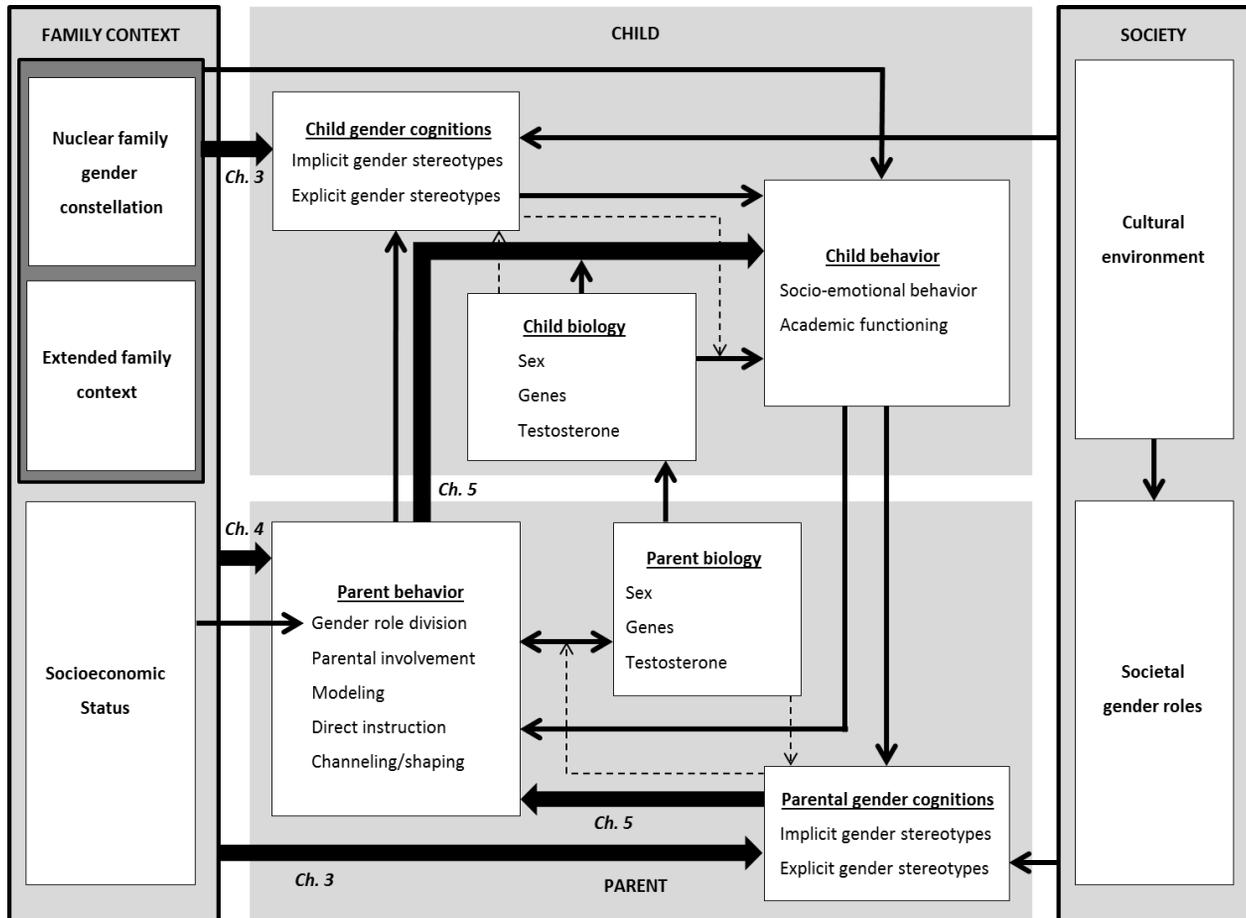 FAMILY CONTEXT
Nuclear family
gender
constellation
Extended family
context
Socioeconomic
Status
Ch. 3
Ch. 4
Ch. 3
CHILD
Child gender cognitions
Implicit gender stereotypes
Explicit gender stereotypes
Child behavior
Socio-emotional behavior
Academic functioning
Child biology
Sex
Genes
Testosterone
Ch. 5
Parent behavior
Gender role division
Parental involvement
Modeling
Direct instruction
Channeling/shaping
Parent biology
Sex
Genes
Testosterone
Ch. 5
Parental gender cognitions
Implicit gender stereotypes
Explicit gender stereotypes
PARENT
SOCIETY
Cultural
environment
Societal
gender roles